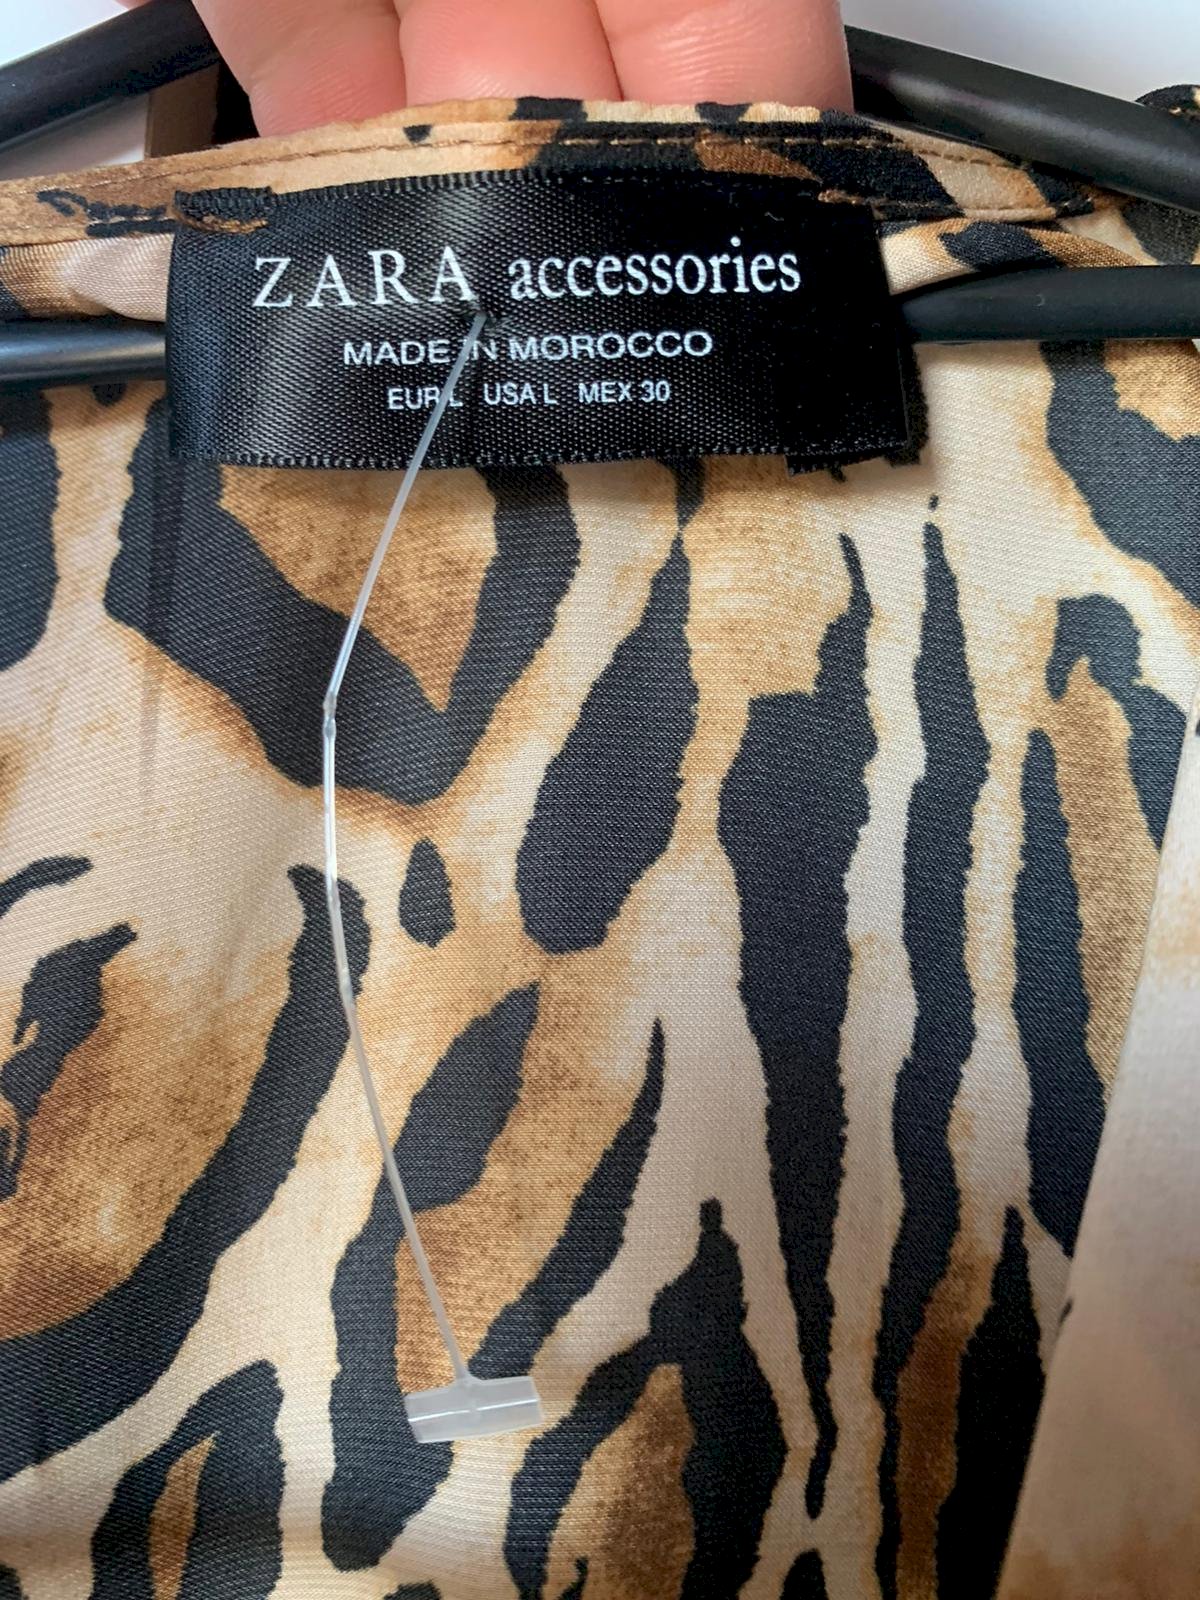 ZARA accessories
MADE IN MOROCCO
EUR L USA L MEX 30